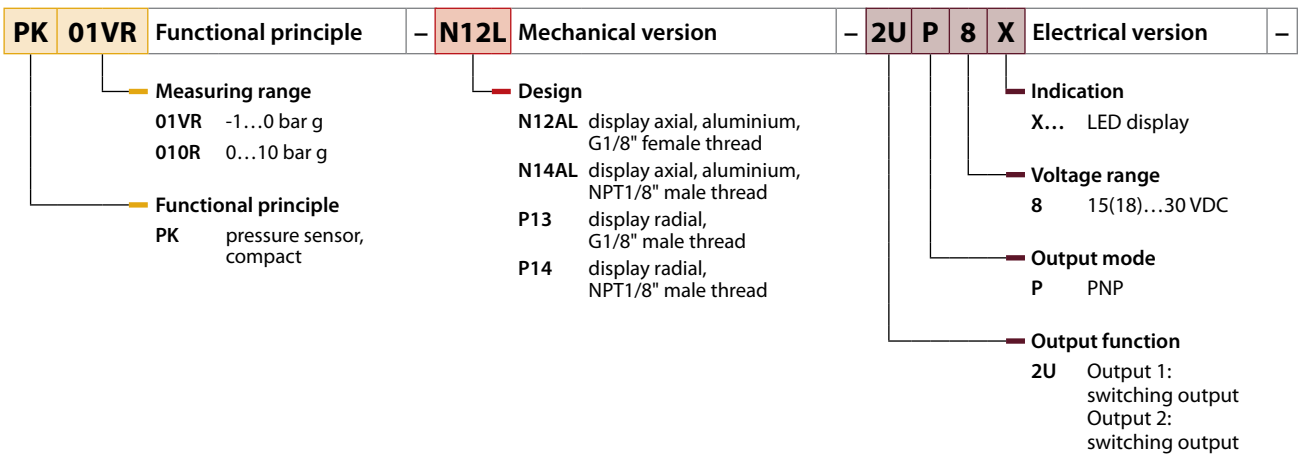 PK 01VR Functional principle – N12L Mechanical version – 2U P 8 X Electrical version –
Measuring range
01VR -1…0 bar g
010R 0…10 bar g
Functional principle
PK pressure sensor,
compact
Design
N12AL display axial, aluminium,
G1/8" female thread
N14AL display axial, aluminium,
NPT1/8" male thread
P13 display radial,
G1/8" male thread
P14 display radial,
NPT1/8" male thread
Indication
X… LED display
Voltage range
8 15(18)…30 VDC
Output mode
P PNP
Output function
2U Output 1:
switching output
Output 2:
switching output